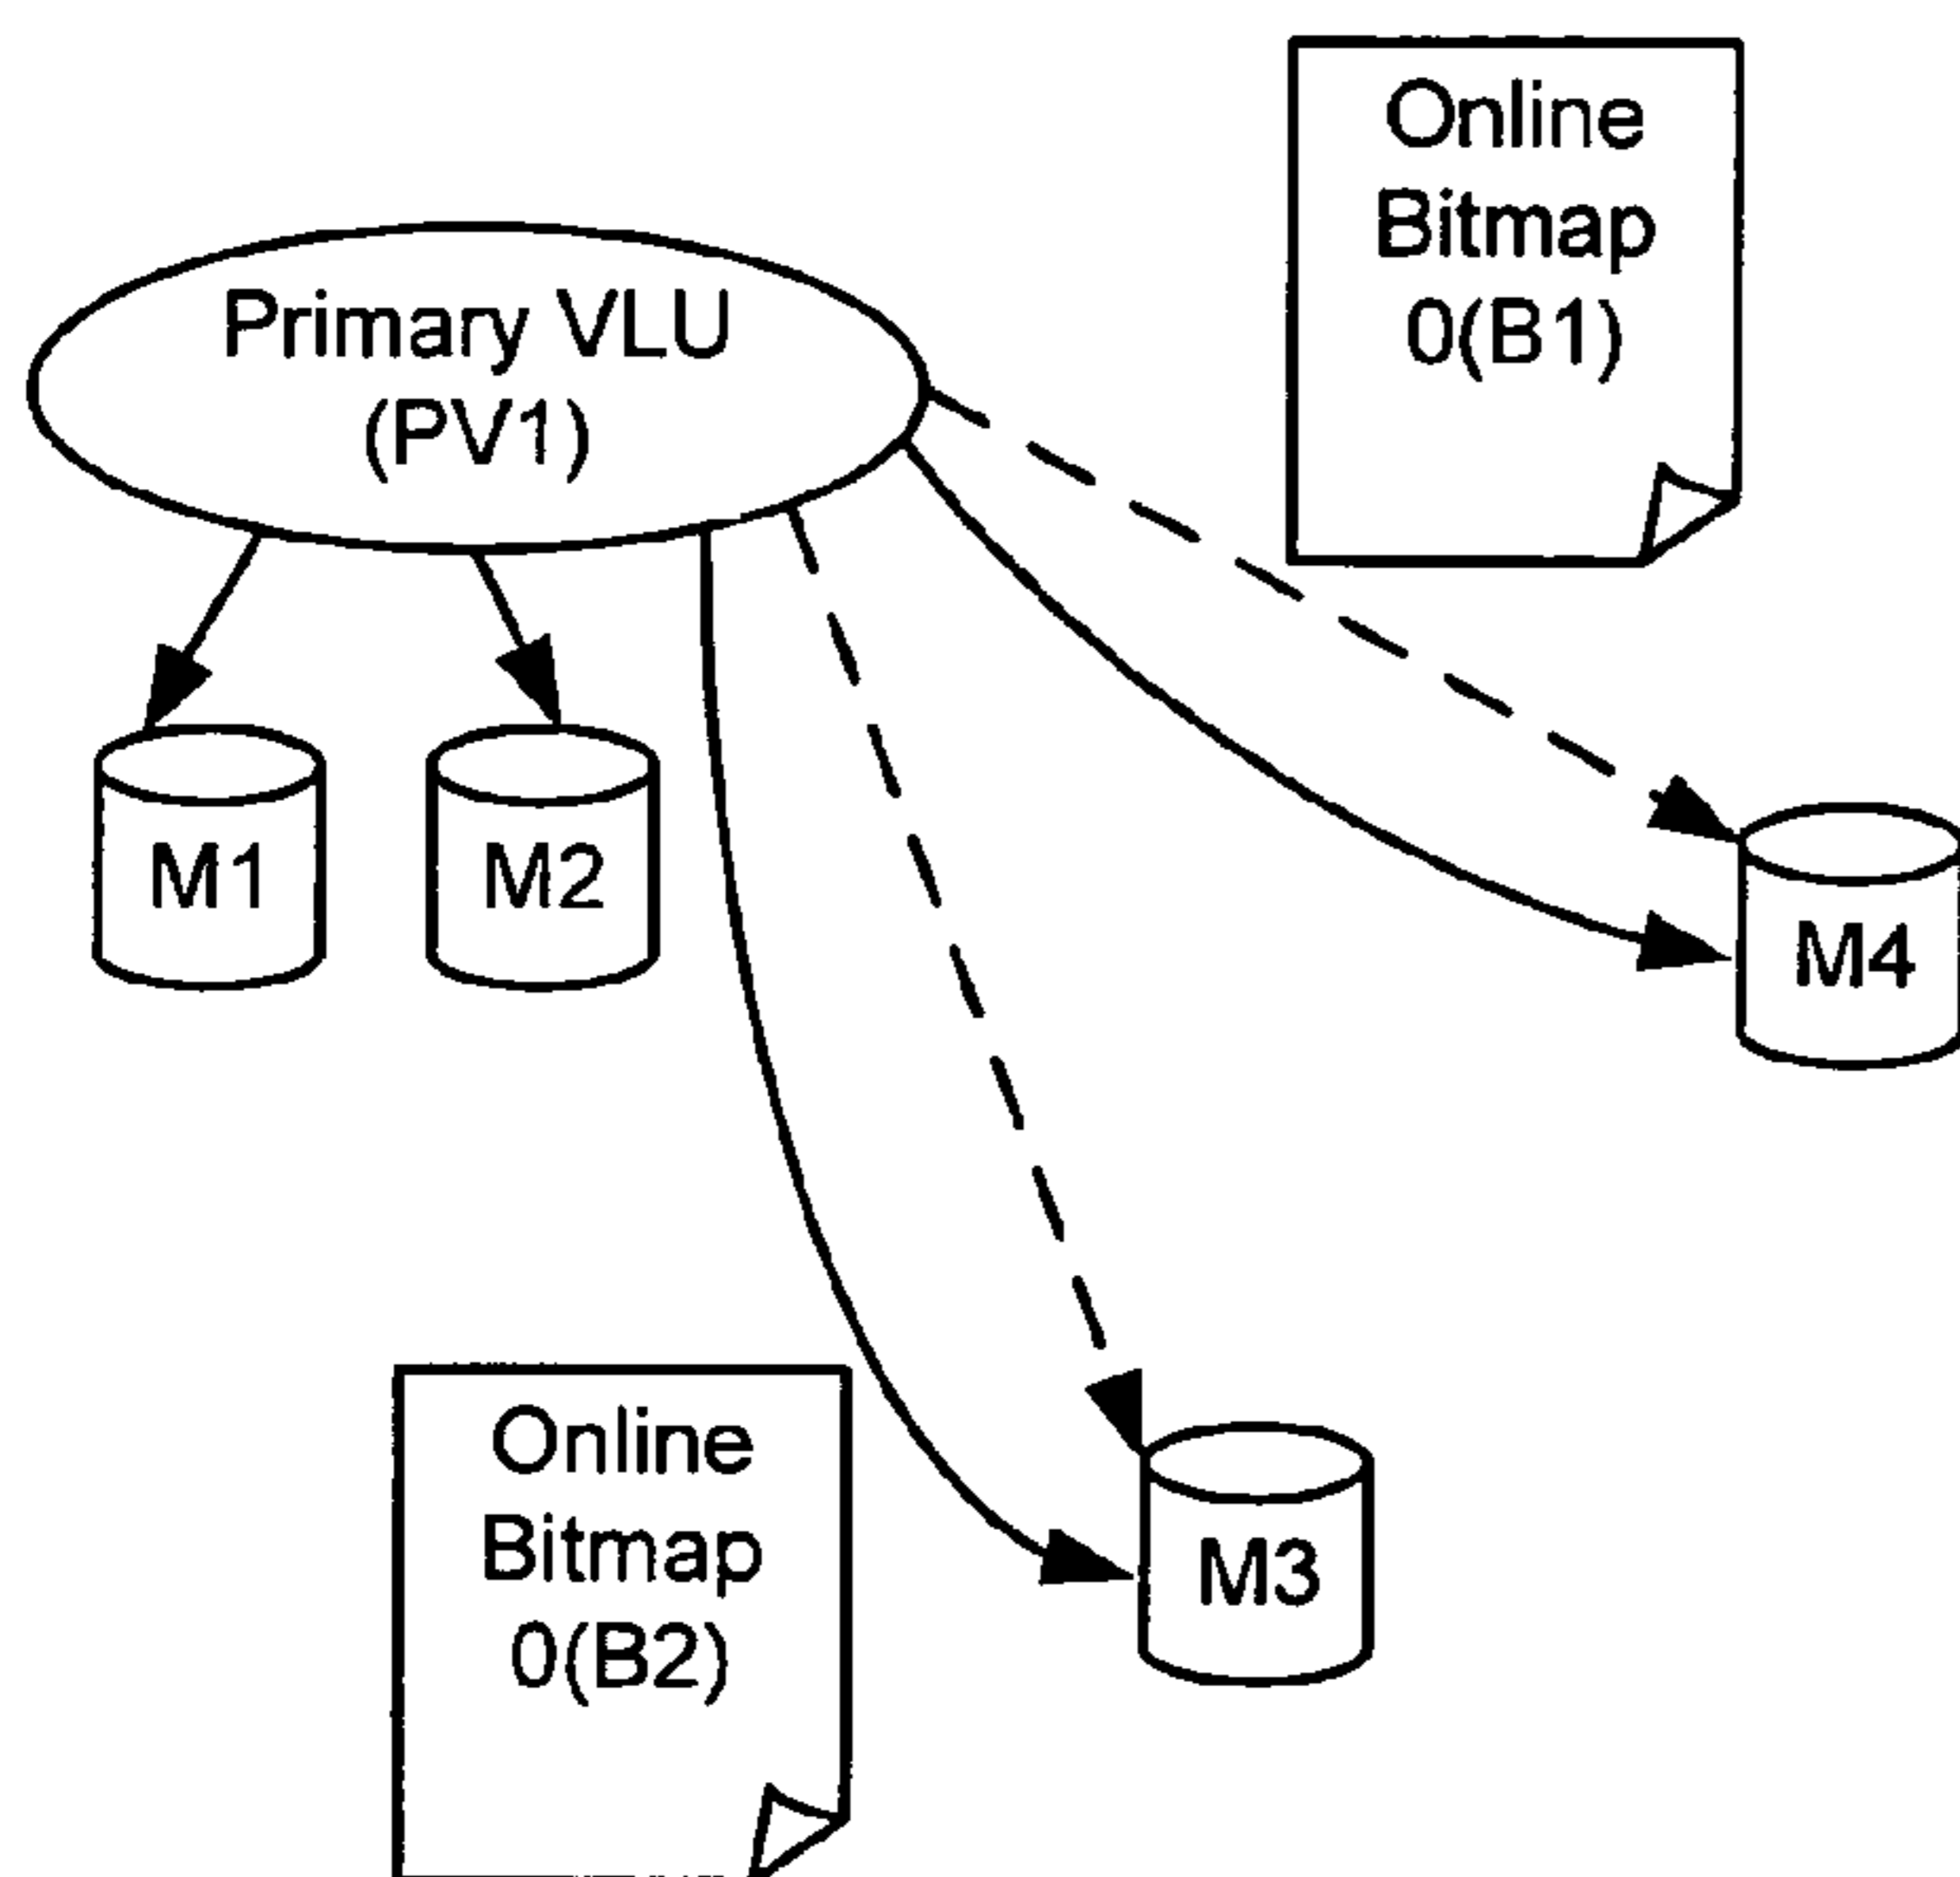 Online
Bitmap
0(B1)
Primary VLU
(PV1)
M1
M2
M4
Online
Bitmap
0(B2)
M3